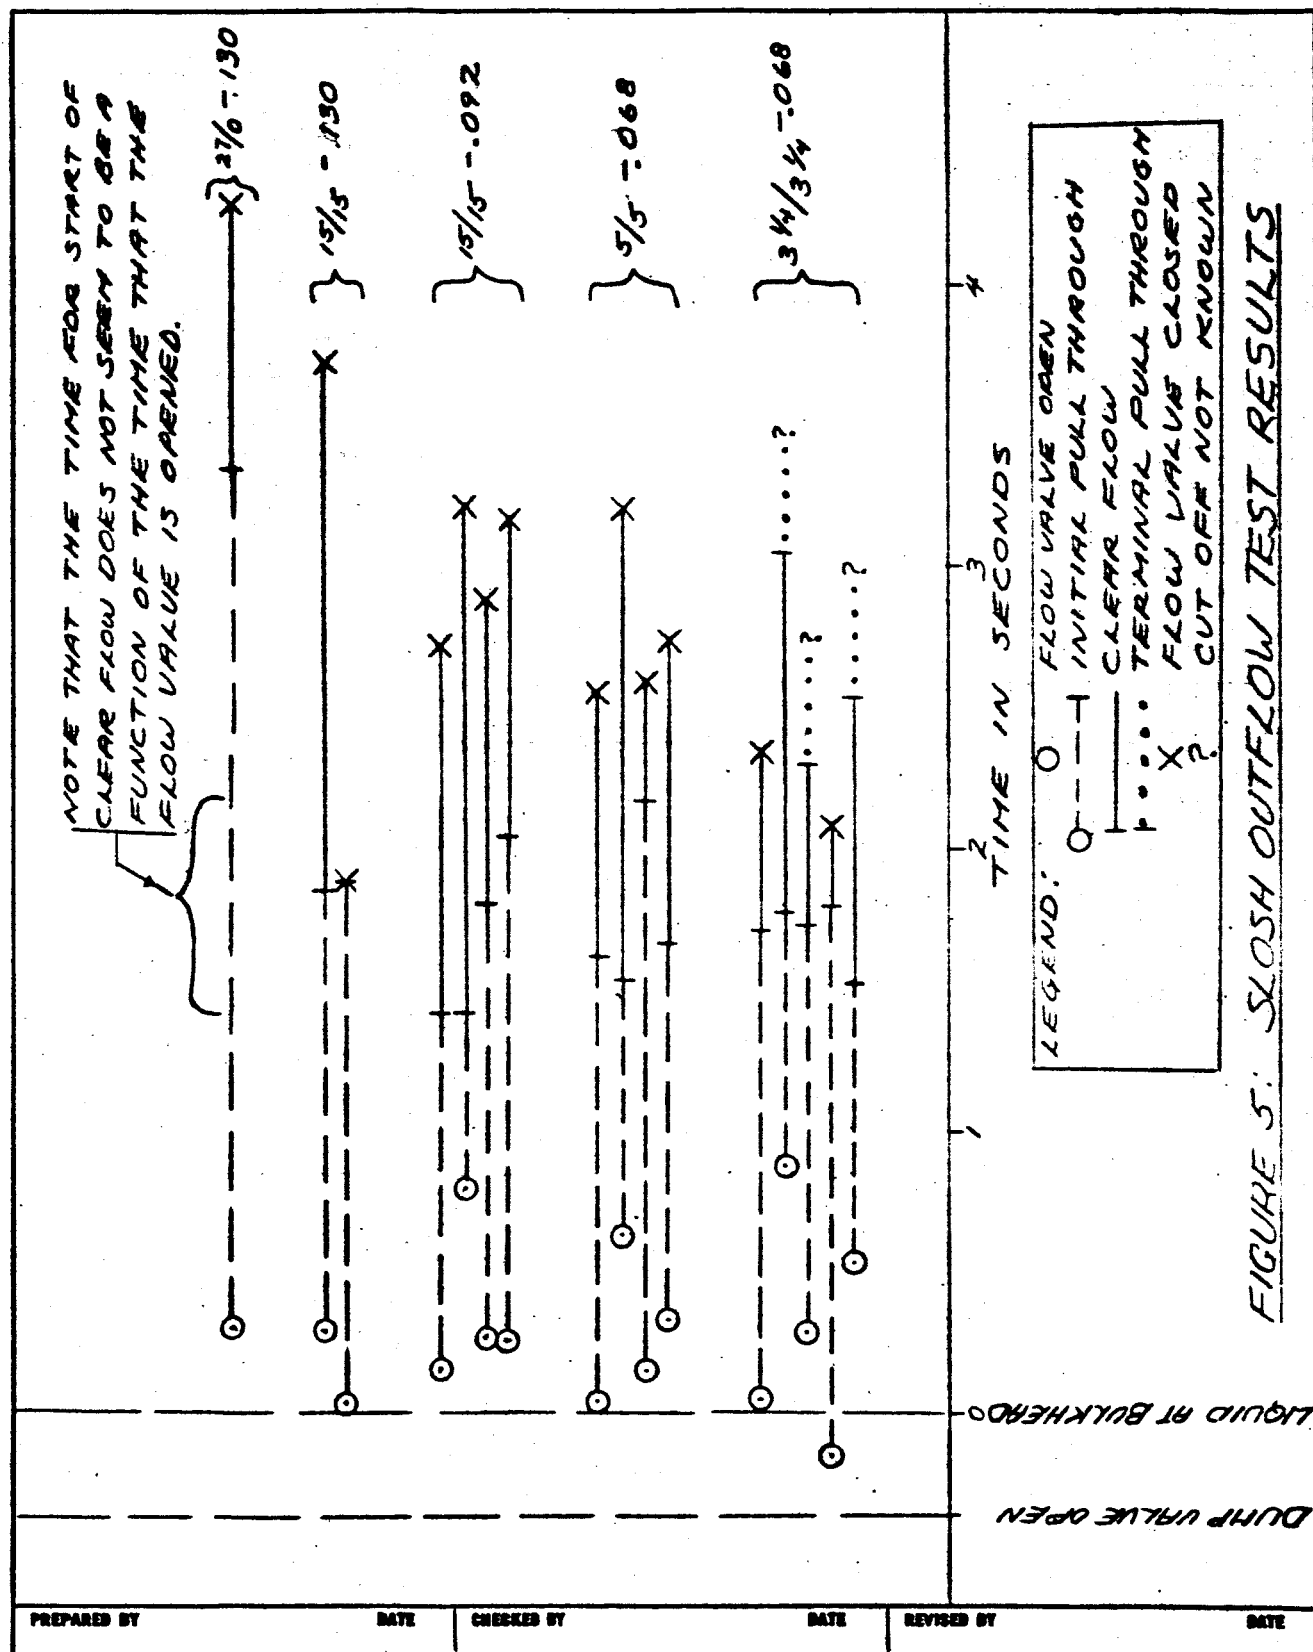 NOTE THAT THE TIME FOR START OF
CLEAR FLOW DOES NOT SEEM TO BE A
FUNCTION OF THE TIME THAT THE
FLOW VALUE IS OPENED.
27/0-.130
15/15-.130
15/15-.092
5/5-.068
3 1/4/3 1/4-.068
?
?
?
0 1 2 3 4
TIME IN SECONDS
LIQUID AT BULKHEAD
DUMP VALUE OPEN
LEGEND:
FLOW VALVE OPEN
INITIAL PULL THROUGH
CLEAR FLOW
TERMINAL PULL THROUGH
X FLOW VALUE CLOSED
? CUT OFF NOT KNOWN
FIGURE 5: SLOSH OUTFLOW TEST RESULTS
PREPARED BY DATE CHECKED BY DATE REVISED BY DATE